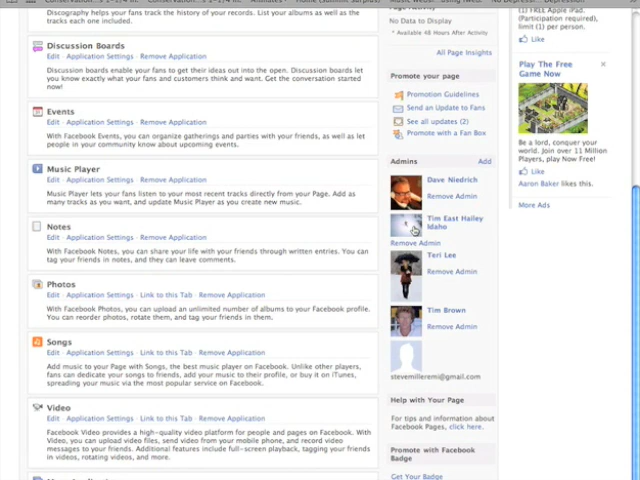 Discography helps your fans track the history of your records. List your albums as well as the
tracks each one included.
Discussion Boards
Edit · Application Settings · Remove Application
Discussion boards enable your fans to get their ideas out into the open. Discussion boards let
you know exactly what your fans and customers think and want. Get the conversation started
now!
Events
Edit · Application Settings · Remove Application
With Facebook Events, you can organize gatherings and parties with your friends, as well as let
people in your community know about upcoming events.
Music Player
Edit · Application Settings · Remove Application
Music Player lets your fans listen to your most recent tracks directly from your Page. Add as
many tracks as you want, and update Music Player as you create new music.
Notes
Edit · Application Settings · Remove Application
With Facebook Notes, you can share your life with your friends through written entries. You can
tag your friends in notes, and they can leave comments.
Photos
Edit · Application Settings · Link to this Tab · Remove Application
With Facebook Photos, you can upload an unlimited number of albums to your Facebook profile.
You can reorder photos, rotate them, and tag your friends in them.
Songs
Edit · Application Settings · Link to this Tab · Remove Application
Add music to your Page with Songs, the best music player on Facebook. Unlike other players,
fans can dedicate your songs to friends, add your music to their profile, or buy it on iTunes,
spreading your music via the most popular service on Facebook.
Video
Edit · Application Settings · Link to this Tab · Remove Application
Facebook Video provides a high-quality video platform for people and pages on Facebook. With
Video, you can upload video files, send video from your mobile phone, and record video
messages to your friends. Additional features include full-screen playback, tagging your friends
in videos, rotating videos, and more.
No Data to Display
* Available 48 Hours After Activity
All Page Insights
Promote your page
Promotion Guidelines
Send an Update to Fans
See all updates (2)
Promote with a Fan Box
Admins
Add
Dave Niedrich
Remove Admin
Tim East Hailey
Idaho
Remove Admin
Teri Lee
Remove Admin
Tim Brown
Remove Admin
stevemilleremi@gmail.com
Help with Your Page
For tips and information about
Facebook Pages, click here.
Promote with Facebook
Badge
Get Your Badge
(1) FREE Apple iPad.
(Participation required),
limit (1) per person.
Like
Play The Free
Game Now
Be a lord, conquer your
world. Join over 11 Million
Players, play Now Free!
Like
Aaron Baker likes this.
More Ads